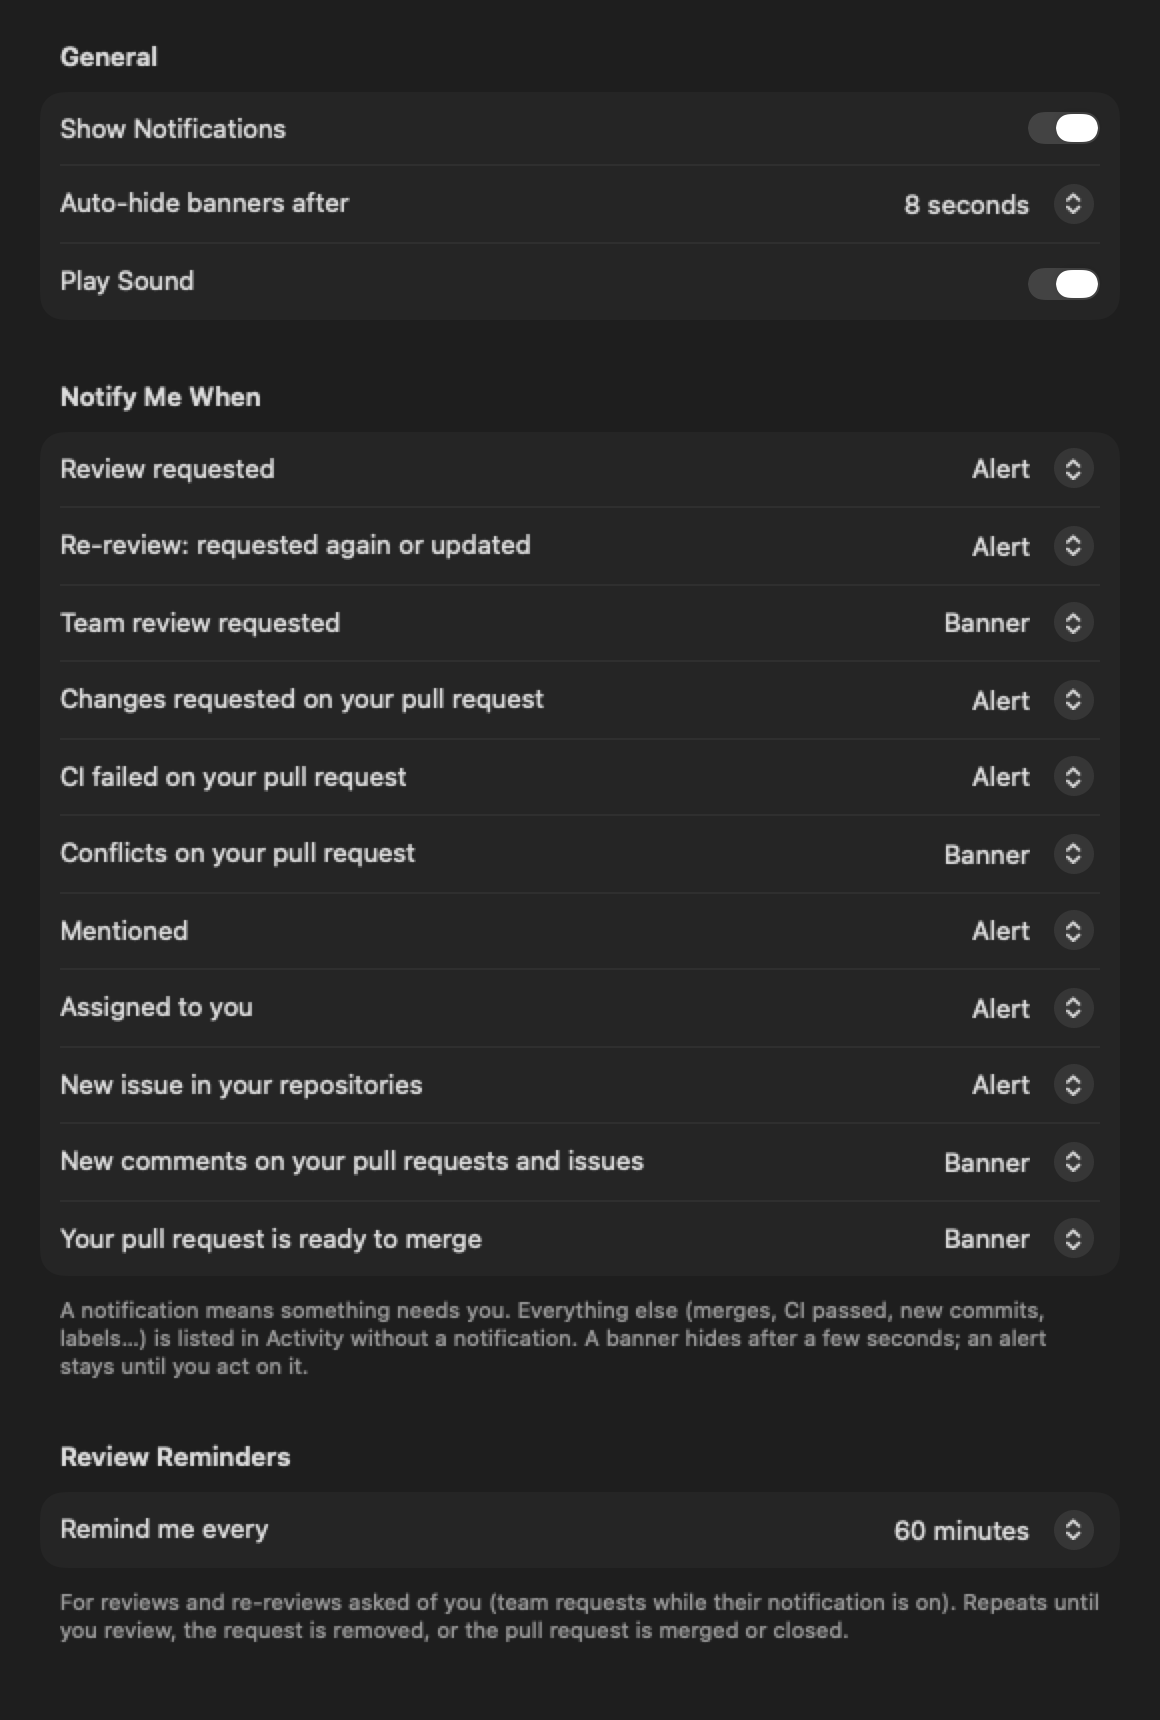 General
Show Notifications
Auto-hide banners after 8 seconds
Play Sound
Notify Me When
Review requested Alert
Re-review: requested again or updated Alert
Team review requested Banner
Changes requested on your pull request Alert
CI failed on your pull request Alert
Conflicts on your pull request Banner
Mentioned Alert
Assigned to you Alert
New issue in your repositories Alert
New comments on your pull requests and issues Banner
Your pull request is ready to merge Banner
A notification means something needs you. Everything else (merges, CI passed, new commits,
labels...) is listed in Activity without a notification. A banner hides after a few seconds; an alert
stays until you act on it.
Review Reminders
Remind me every 60 minutes
For reviews and re-reviews asked of you (team requests while their notification is on). Repeats until
you review, the request is removed, or the pull request is merged or closed.